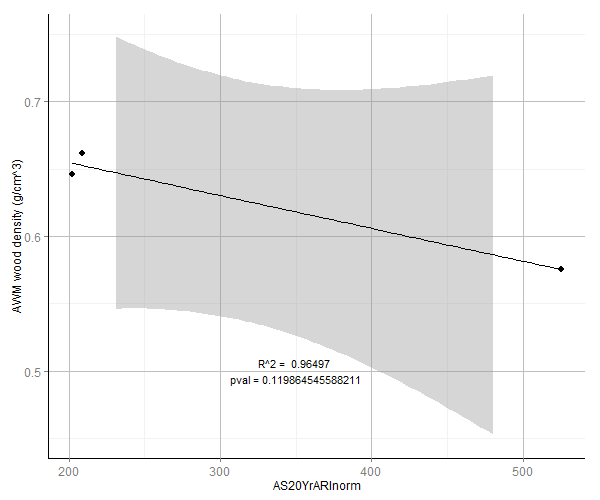 0.7
0.6
0.5
AWM wood density (g/cm^3)
R^2 = 0.96497
pval = 0.119864545588211
200 300 400 500
AS20YrARInorm